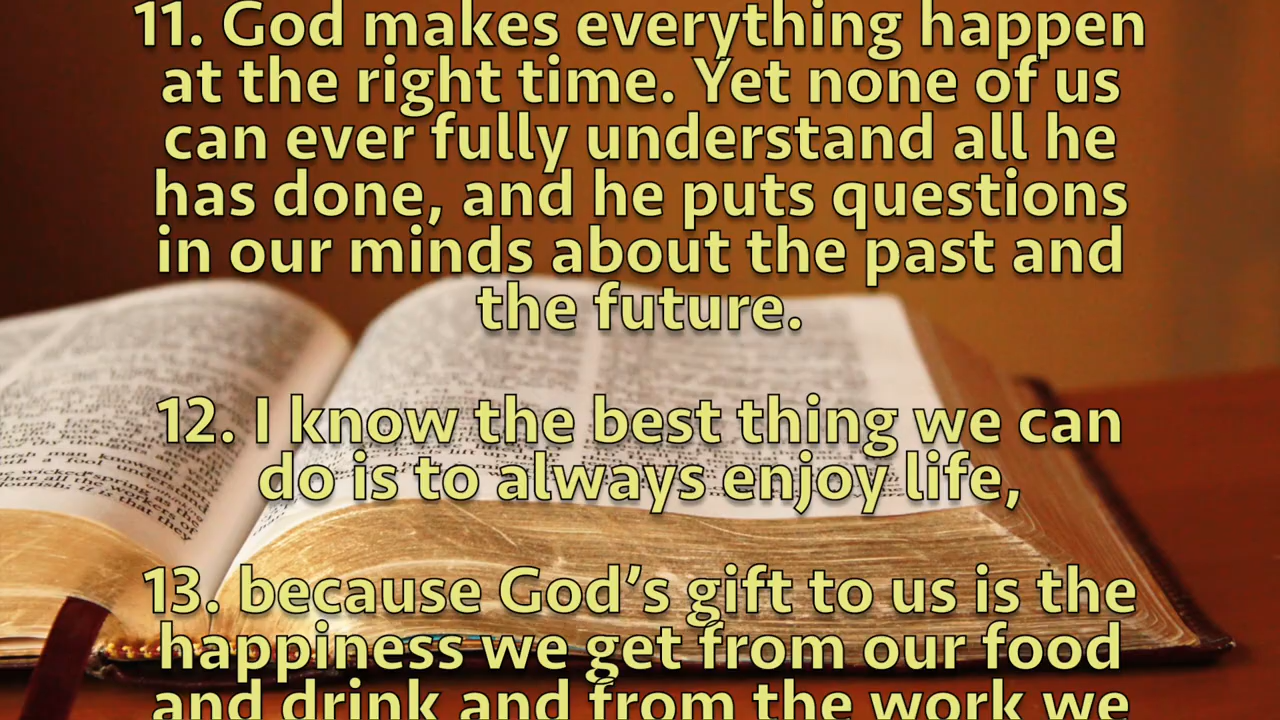 11. God makes everything happen
at the right time. Yet none of us
can ever fully understand all he
has done, and he puts questions
in our minds about the past and
the future.
12. I know the best thing we can
do is to always enjoy life,
13. because God’s gift to us is the
happiness we get from our food
and drink and from the work we